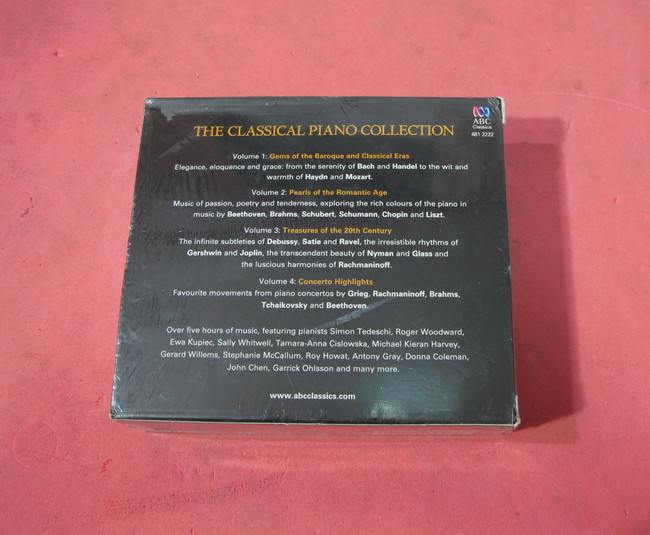 THE CLASSICAL PIANO COLLECTION
ABC
Classics
481 2222
Volume 1: Gems of the Baroque and Classical Eras
Elegance, eloquence and grace: from the serenity of Bach and Handel to the wit and
warmth of Haydn and Mozart.
Volume 2: Pearls of the Romantic Age
Music of passion, poetry and tenderness, exploring the rich colours of the piano in
music by Beethoven, Brahms, Schubert, Schumann, Chopin and Liszt.
Volume 3: Treasures of the 20th Century
The infinite subtleties of Debussy, Satie and Ravel, the irresistible rhythms of
Gershwin and Joplin, the transcendent beauty of Nyman and Glass and
the luscious harmonies of Rachmaninoff.
Volume 4: Concerto Highlights
Favourite movements from piano concertos by Grieg, Rachmaninoff, Brahms,
Tchaikovsky and Beethoven.
Over five hours of music, featuring pianists Simon Tedeschi, Roger Woodward,
Ewa Kupiec, Sally Whitwell, Tamara-Anna Cislowska, Michael Kieran Harvey,
Gerard Willems, Stephanie McCallum, Roy Howat, Antony Gray, Donna Coleman,
John Chen, Garrick Ohlsson and many more.
www.abcclassics.com